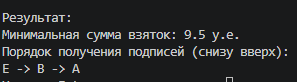 Результат:
Минимальная сумма взяток: 9.5 у.е.
Порядок получения подписей (снизу вверх):
E -> B -> A